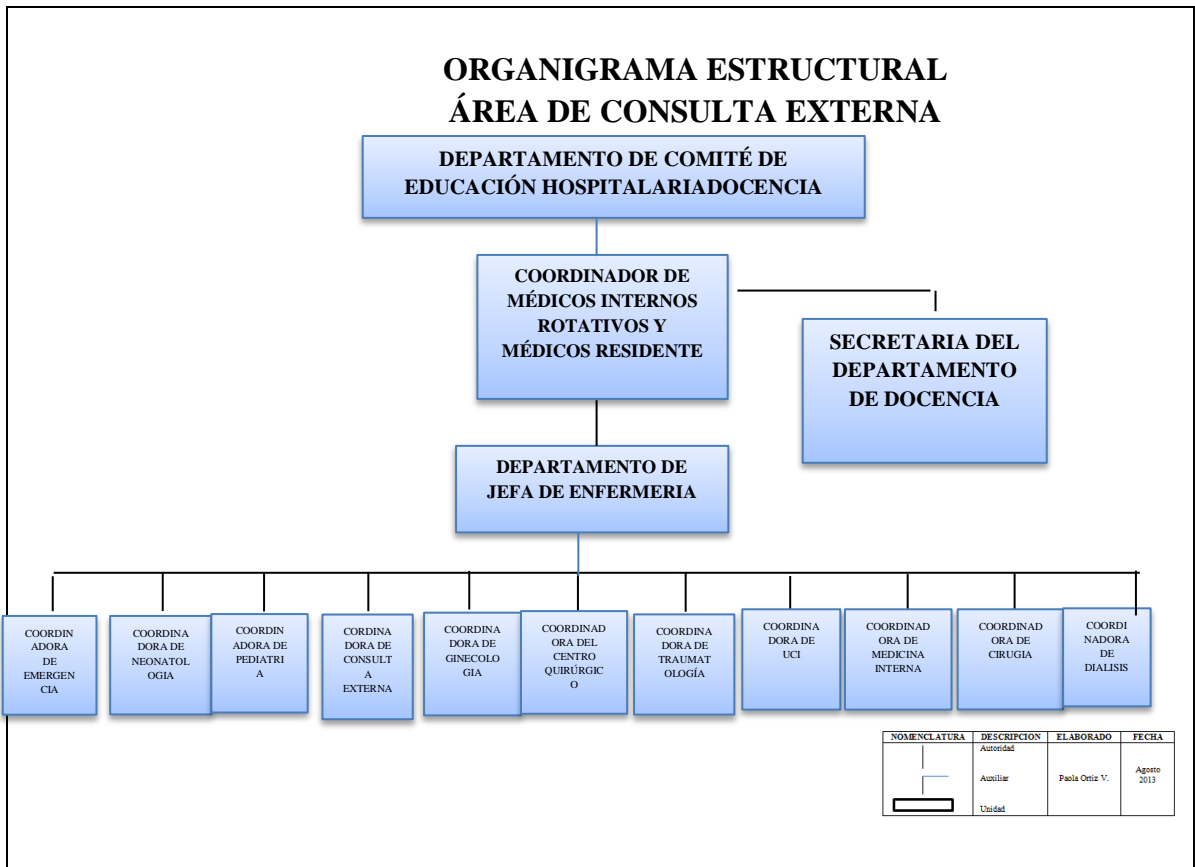 ORGANIGRAMA ESTRUCTURAL
ÁREA DE CONSULTA EXTERNA
DEPARTAMENTO DE COMITÉ DE
EDUCACIÓN HOSPITALARIADOCENCIA
COORDINADOR DE
MÉDICOS INTERNOS
ROTATIVOS Y
MÉDICOS RESIDENTE
SECRETARIA DEL
DEPARTAMENTO
DE DOCENCIA
DEPARTAMENTO DE
JEFA DE ENFERMERIA
COORDIN
ADORA
DE
EMERGEN
CIA
COORDINA
DORA DE
NEONATOL
OGIA
COORDIN
ADORA DE
PEDIATRI
A
CORDINA
DORA DE
CONSULT
A
EXTERNA
COORDINA
DORA DE
GINECOLO
GIA
COORDINAD
ORA DEL
CENTRO
QUIRÚRGIC
O
COORDINA
DORA DE
TRAUMAT
OLOGÍA
COORDINA
DORA DE
UCI
COORDINAD
ORA DE
MEDICINA
INTERNA
COORDINAD
ORA DE
CIRUGIA
COORDI
NADORA
DE
DIALISIS
NOMENCLATURA DESCRIPCION ELABORADO FECHA
Autoridad
Auxiliar Paola Ortiz V. Agosto
2013
Unidad